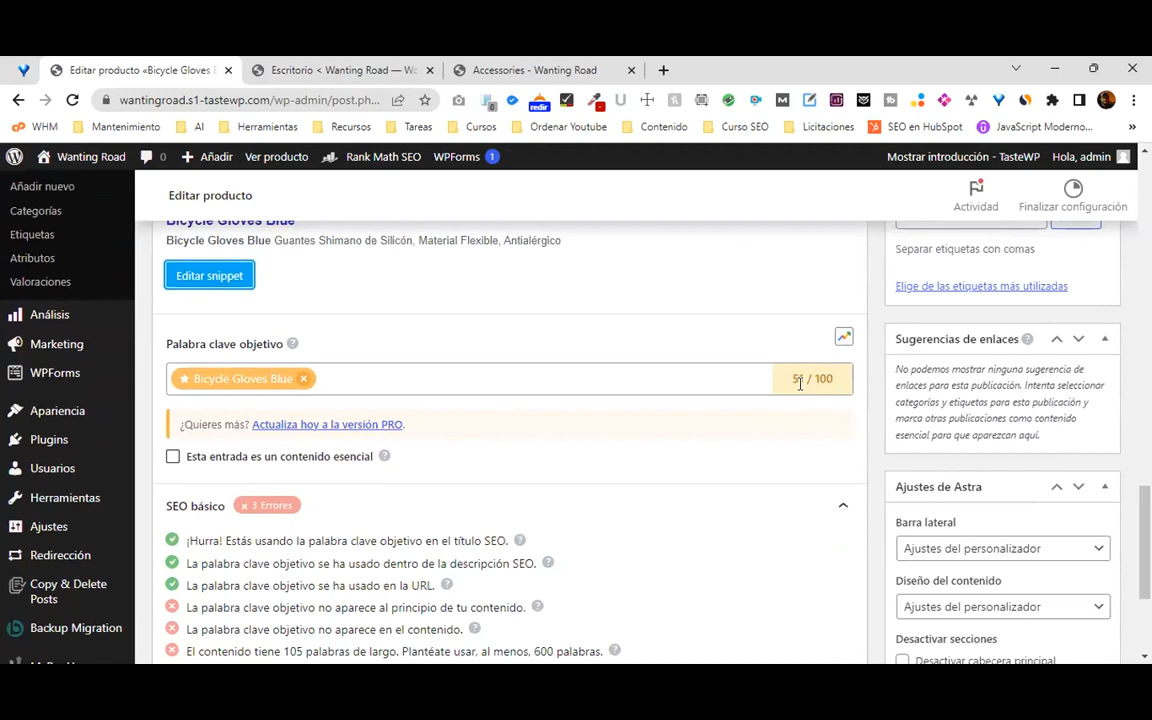 Editar producto «Bicycle Gloves E
Escritorio < Wanting Road — Wo
Accessories - Wanting Road
wantingroad.s1-tastewp.com/wp-admin/post.ph...
WHM
Mantenimiento
AI
Herramientas
Recursos
Tareas
Cursos
Ordenar Youtube
Contenido
Curso SEO
Licitaciones
SEO en HubSpot
JavaScript Moderno...
Wanting Road
0
Añadir
Ver producto
Rank Math SEO
WPForms 1
Mostrar introducción - TasteWP
Hola, admin
Añadir nuevo
Categorías
Etiquetas
Atributos
Valoraciones
Análisis
Marketing
WPForms
Apariencia
Plugins
Usuarios
Herramientas
Ajustes
Redirección
Copy & Delete
Posts
Backup Migration
Editar producto
Actividad
Finalizar configuración
Bicycle Gloves Blue
Bicycle Gloves Blue Guantes Shimano de Silicón, Material Flexible, Antialérgico
Editar snippet
Palabra clave objetivo
Bicycle Gloves Blue
/ 100
¿Quieres más? Actualiza hoy a la versión PRO.
Esta entrada es un contenido esencial
SEO básico
3 Errores
¡Hurra! Estás usando la palabra clave objetivo en el título SEO.
La palabra clave objetivo se ha usado dentro de la descripción SEO.
La palabra clave objetivo se ha usado en la URL.
La palabra clave objetivo no aparece al principio de tu contenido.
La palabra clave objetivo no aparece en el contenido.
El contenido tiene 105 palabras de largo. Plantéate usar, al menos, 600 palabras.
Separar etiquetas con comas
Elige de las etiquetas más utilizadas
Sugerencias de enlaces
No podemos mostrar ninguna sugerencia de
enlaces para esta publicación. Intenta seleccionar
categorías y etiquetas para esta publicación y
marca otras publicaciones como contenido
esencial para que aparezcan aquí.
Ajustes de Astra
Barra lateral
Ajustes del personalizador
Diseño del contenido
Ajustes del personalizador
Desactivar secciones
Desactivar cabecera principal